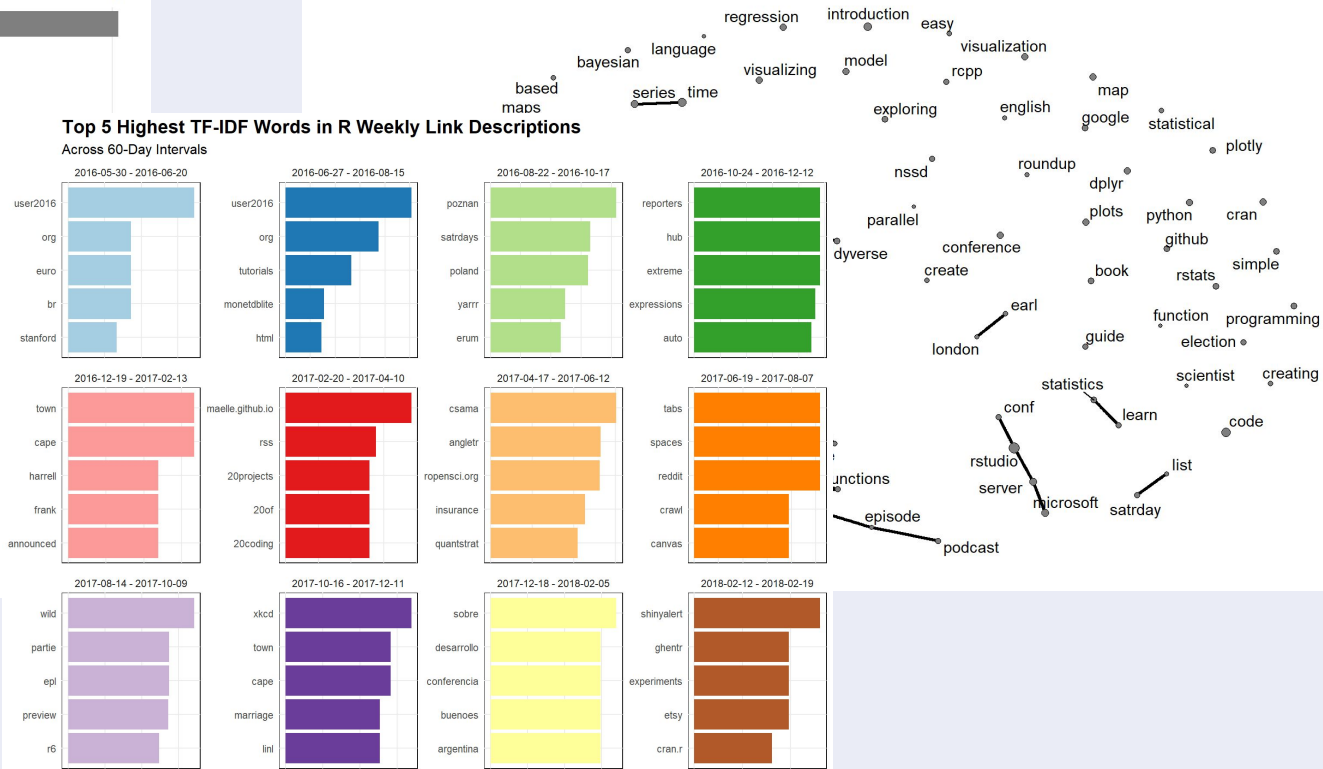 regression
introduction
easy
language
visualization
bayesian
visualizing
model
rcpp
based
map
maps
series time
exploring
english
google
statistical
plotly
nssd
roundup
dplyr
parallel
plots
python
cran
dyverse
conference
github
simple
create
book
rstats
earl
function
programming
london
guide
election
statistics
scientist
creating
conf
learn
code
rstudio
list
server
unctions
microsoft
satrday
episode
podcast
Top 5 Highest TF-IDF Words in R Weekly Link Descriptions
Across 60-Day Intervals
2016-05-30 - 2016-06-20
user2016
org
euro
br
stanford
2016-06-27 - 2016-08-15
user2016
org
tutorials
monetdblite
html
2016-08-22 - 2016-10-17
poznan
satrdays
poland
yarrr
erum
2016-10-24 - 2016-12-12
reporters
hub
extreme
expressions
auto
2016-12-19 - 2017-02-13
town
cape
harrell
frank
announced
2017-02-20 - 2017-04-10
maelle.github.io
rss
20projects
20of
20coding
2017-04-17 - 2017-06-12
csama
angletr
ropensci.org
insurance
quantstrat
2017-06-19 - 2017-08-07
tabs
spaces
reddit
crawl
canvas
2017-08-14 - 2017-10-09
wild
partie
epl
preview
r6
2017-10-16 - 2017-12-11
xkcd
town
cape
marriage
linl
2017-12-18 - 2018-02-05
sobre
desarrollo
conferencia
buenoes
argentina
2018-02-12 - 2018-02-19
shinyalert
ghentr
experiments
etsy
cran.r